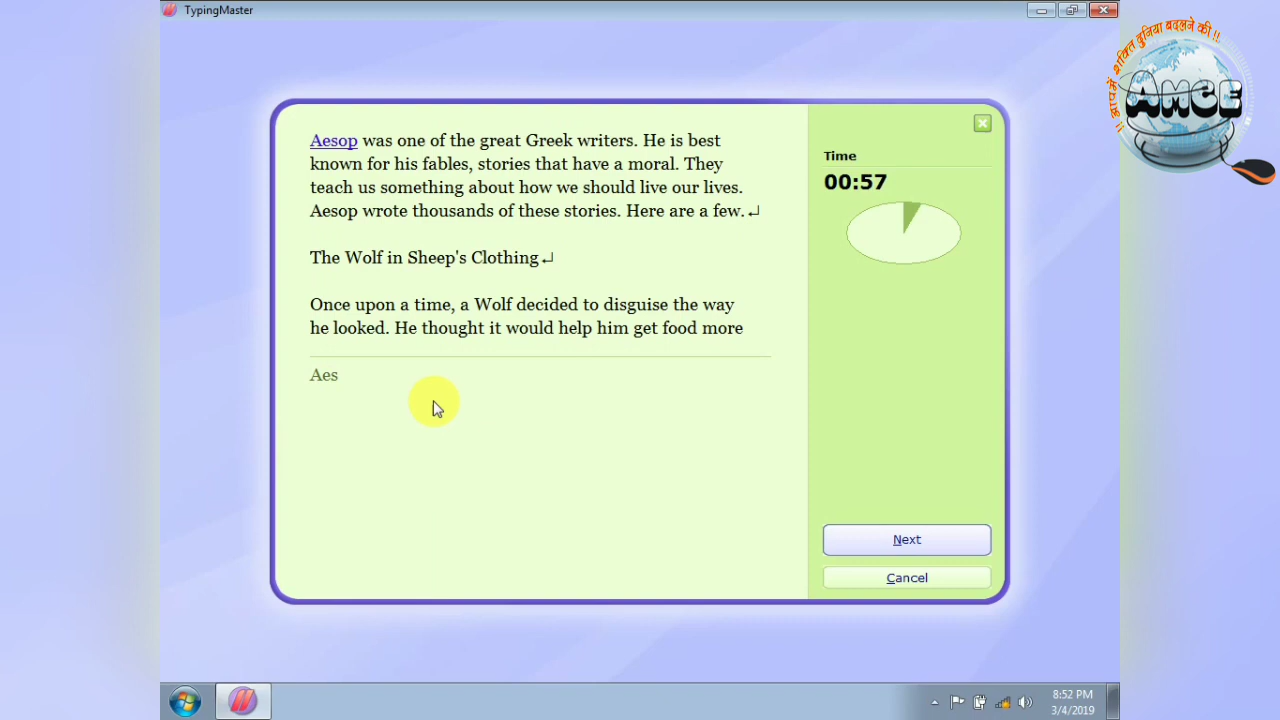 TypingMaster
!! आपमें शक्ति दुनिया बदलने की !!
AMCE
Aesop was one of the great Greek writers. He is best
known for his fables, stories that have a moral. They
teach us something about how we should live our lives.
Aesop wrote thousands of these stories. Here are a few.↵
The Wolf in Sheep's Clothing↵
Once upon a time, a Wolf decided to disguise the way
he looked. He thought it would help him get food more
Aes
Time
00:57
Next
Cancel
8:52 PM
3/4/2019